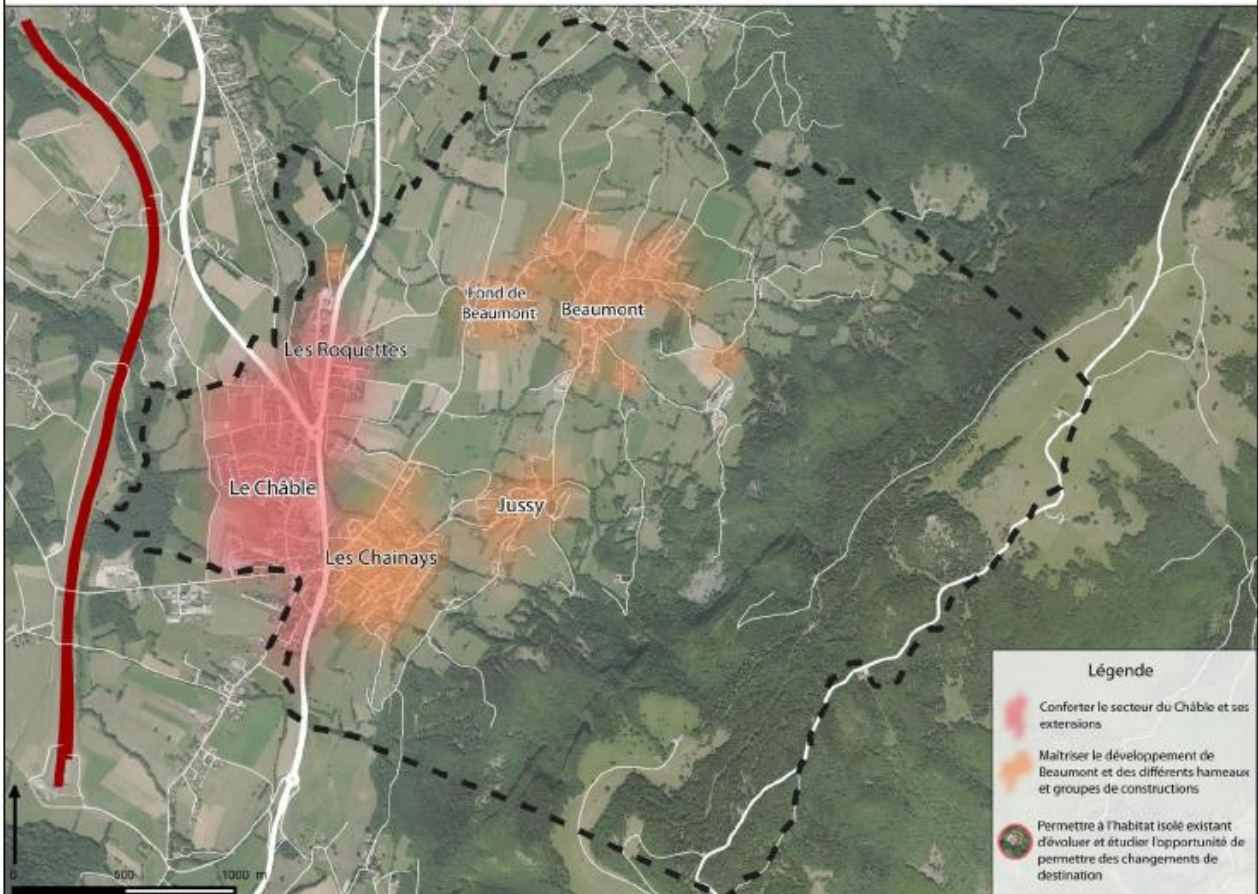 Fond de
Beaumont
Beaumont
Les Roquettes
Le Châble
Jussy
Les Chainays
Légende
Conforter le secteur du Châble et ses
extensions
Maîtriser le développement de
Beaumont et des différents hameaux
et groupes de constructions
Permettre à l'habitat isolé existant
d'évoluer et étudier l'opportunité de
permettre des changements de
destination
0 500 1000 m